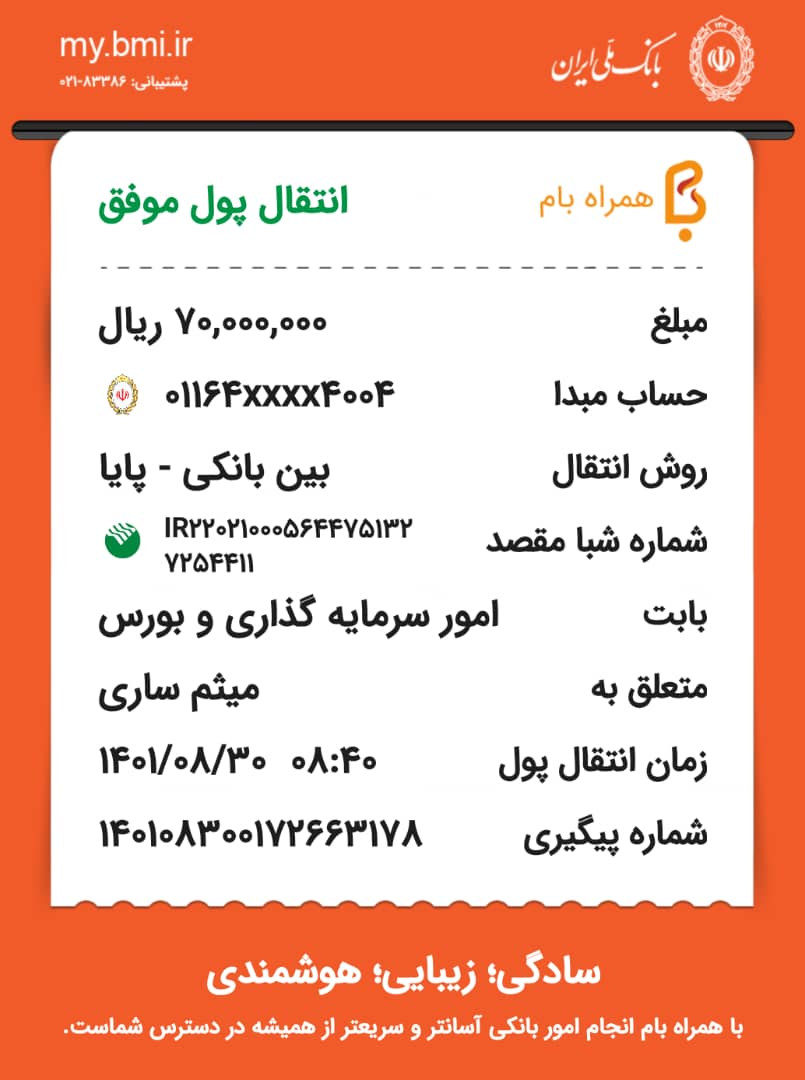 my.bmi.ir
پشتیبانی: ۸۳۳۸۶-۰۲۱
بانک ملی ایران
همراه بام
انتقال پول موفق
مبلغ ۷۰,۰۰۰,۰۰۰ ریال
حساب مبدا ۰۱۱۶۴xxxx۴۰۰۴
روش انتقال بین بانکی - پایا
شماره شبا مقصد IR۲۲۰۲۱۰۰۰۵۶۴۴۷۵۱۳۲
۷۲۵۴۴۱۱
بابت امور سرمایه گذاری و بورس
متعلق به میثم ساری
زمان انتقال پول ۱۴۰۱/۰۸/۳۰ ۰۸:۴۰
شماره پیگیری ۱۴۰۱۰۸۳۰۰۱۷۲۶۶۳۱۷۸
سادگی؛ زیبایی؛ هوشمندی
با همراه بام انجام امور بانکی آسانتر و سریعتر از همیشه در دسترس شماست.